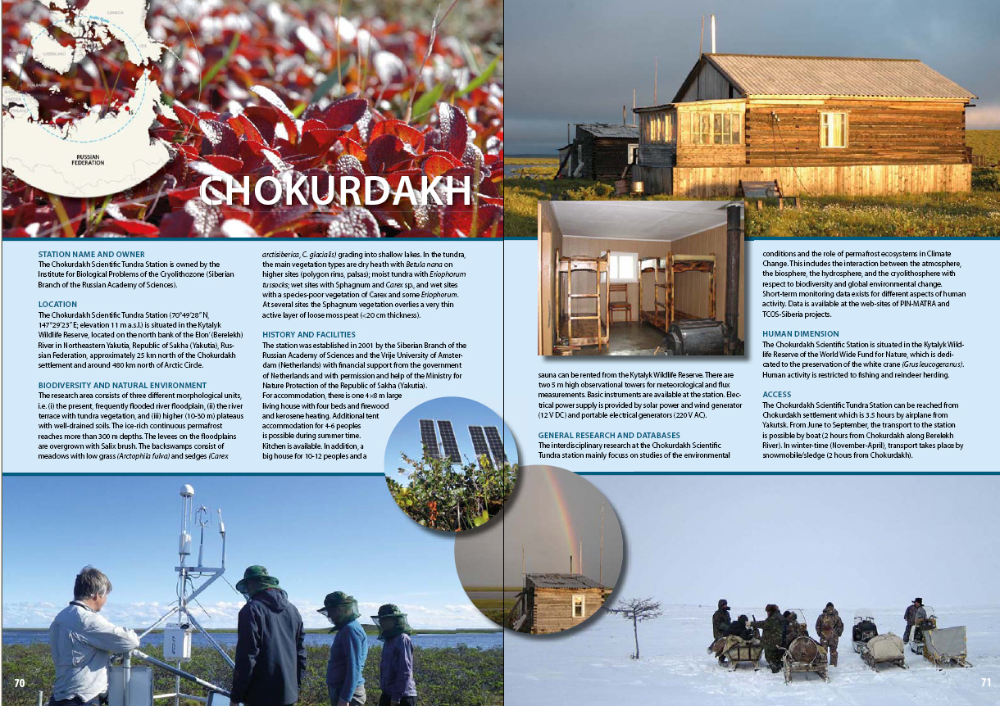 CANADA
Arctic Circle
USA
GREENLAND
RUSSIAN
FEDERATION
CHOKURDAKH
STATION NAME AND OWNER
The Chokurdakh Scientific Tundra Station is owned by the
Institute for Biological Problems of the Cryolithozone (Siberian
Branch of the Russian Academy of Sciences).
LOCATION
The Chokurdakh Scientific Tundra Station (70°49'28" N,
147°29'23" E; elevation 11 m a.s.l.) is situated in the Kytalyk
Wildlife Reserve, located on the north bank of the Elon' (Berelekh)
River in Northeastern Yakutia, Republic of Sakha (Yakutia), Rus-
sian Federation, approximately 25 km north of the Chokurdakh
settlement and around 480 km north of Arctic Circle.
BIODIVERSITY AND NATURAL ENVIRONMENT
The research area consists of three different morphological units,
i.e. (i) the present, frequently flooded river floodplain, (ii) the river
terrace with tundra vegetation, and (iii) higher (10-30 m) plateaus
with well-drained soils. The ice-rich continuous permafrost
reaches more than 300 m depths. The levees on the floodplains
are overgrown with Salix brush. The backswamps consist of
meadows with low grass (Arctophila fulva) and sedges (Carex
arctisiberica, C. glacialis) grading into shallow lakes. In the tundra,
the main vegetation types are dry heath with Betula nana on
higher sites (polygon rims, palsas); moist tundra with Eriophorum
tussocks; wet sites with Sphagnum and Carex sp., and wet sites
with a species-poor vegetation of Carex and some Eriophorum.
At several sites the Sphagnum vegetation overlies a very thin
active layer of loose moss peat (<20 cm thickness).
HISTORY AND FACILITIES
The station was established in 2001 by the Siberian Branch of the
Russian Academy of Sciences and the Vrije University of Amster-
dam (Netherlands) with financial support from the government
of Netherlands and with permission and help of the Ministry for
Nature Protection of the Republic of Sakha (Yakutia).
For accommodation, there is one 4×8 m large
living house with four beds and firewood
and kerosene heating. Additional tent
accommodation for 4-6 peoples
is possible during summer time.
Kitchen is available. In addition, a
big house for 10-12 peoples and a
sauna can be rented from the Kytalyk Wildlife Reserve. There are
two 5 m high observational towers for meteorological and flux
measurements. Basic instruments are available at the station. Elec-
trical power supply is provided by solar power and wind generator
(12 V DC) and portable electrical generators (220 V AC).
GENERAL RESEARCH AND DATABASES
The interdisciplinary research at the Chokurdakh Scientific
Tundra station mainly focus on studies of the environmental
conditions and the role of permafrost ecosystems in Climate
Change. This includes the interaction between the atmosphere,
the biosphere, the hydrosphere, and the cryolithosphere with
respect to biodiversity and global environmental change.
Short-term monitoring data exists for different aspects of human
activity. Data is available at the web-sites of PIN-MATRA and
TCOS-Siberia projects.
HUMAN DIMENSION
The Chokurdakh Scientific Station is situated in the Kytalyk Wild-
life Reserve of the World Wide Fund for Nature, which is dedi-
cated to the preservation of the white crane (Grus leucogeranus).
Human activity is restricted to fishing and reindeer herding.
ACCESS
The Chokurdakh Scientific Tundra Station can be reached from
Chokurdakh settlement which is 3.5 hours by airplane from
Yakutsk. From June to September, the transport to the station
is possible by boat (2 hours from Chokurdakh along Berelekh
River). In winter-time (November-April), transport takes place by
snowmobile/sledge (2 hours from Chokurdakh).
70
71